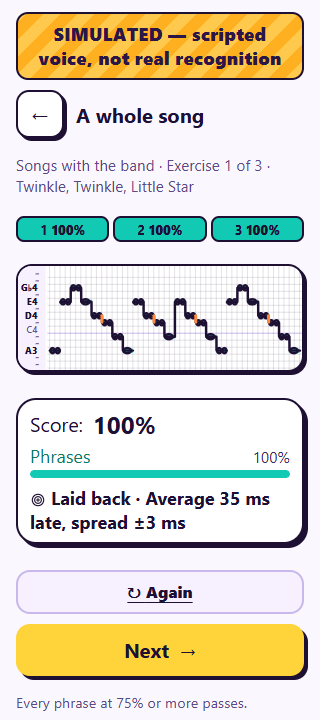 SIMULATED — scripted
voice, not real recognition
← A whole song
Songs with the band · Exercise 1 of 3 ·
Twinkle, Twinkle, Little Star
1 100% 2 100% 3 100%
G♭4
E4
D4
C4
A3
Score: 100%
Phrases 100%
◎ Laid back · Average 35 ms
late, spread ±3 ms
↻ Again
Next →
Every phrase at 75% or more passes.